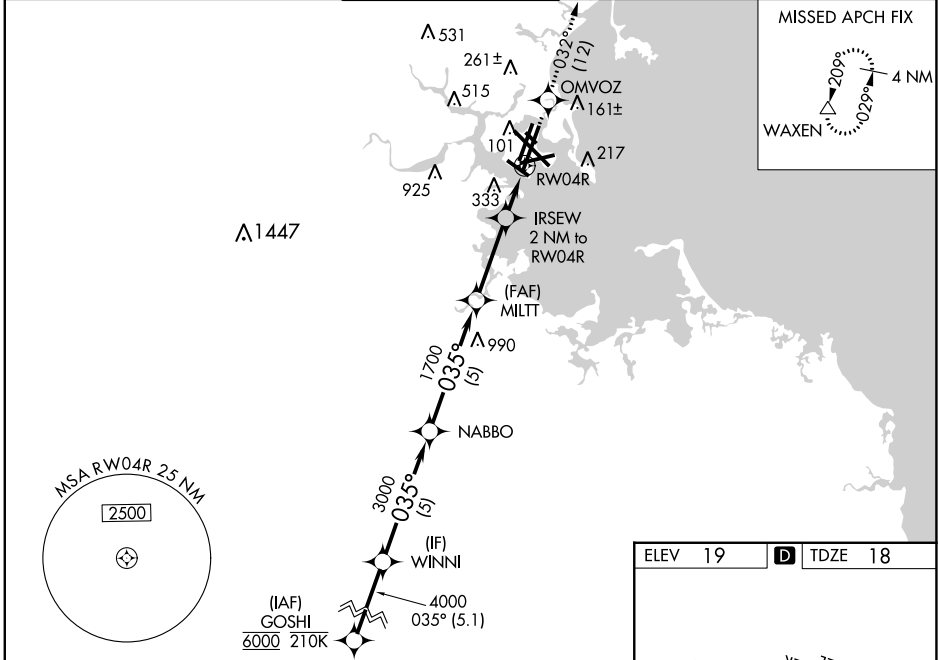 MISSED APCH FIX
209°
4 NM
029°
WAXEN
531
032°
(12)
261±
OMVOZ
515
161±
101
217
RW04R
925
333
IRSEW
2 NM to
RW04R
1447
(FAF)
MILTT
990
1700
035°
(5)
NABBO
MSA RW04R 25 NM
2500
3000
035°
(5)
(IF)
WINNI
4000
035° (5.1)
(IAF)
GOSHI
6000 210K
ELEV 19 D TDZE 18